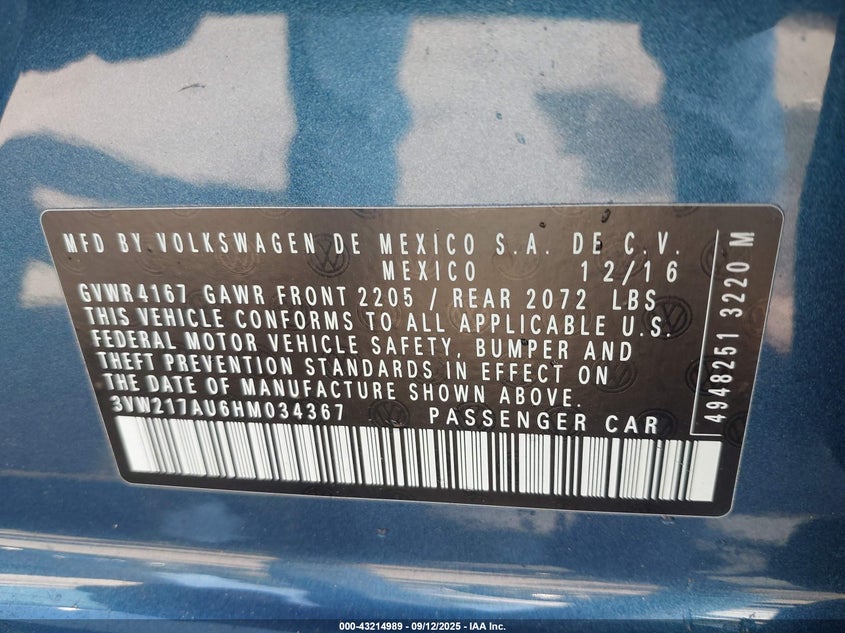 MFD BY. VOLKSWAGEN DE MEXICO S.A. DE C.V.
MEXICO 12/16
GVWR4167 GAWR FRONT 2205 / REAR 2072 LBS
THIS VEHICLE CONFORMS TO ALL APPLICABLE U.S.
FEDERAL MOTOR VEHICLE SAFETY, BUMPER AND
THEFT PREVENTION STANDARDS IN EFFECT ON
THE DATE OF MANUFACTURE SHOWN ABOVE.
3VW217AU6HM034367 PASSENGER CAR
4948251 3220 M
000-43214989 - 09/12/2025 - IAA Inc.